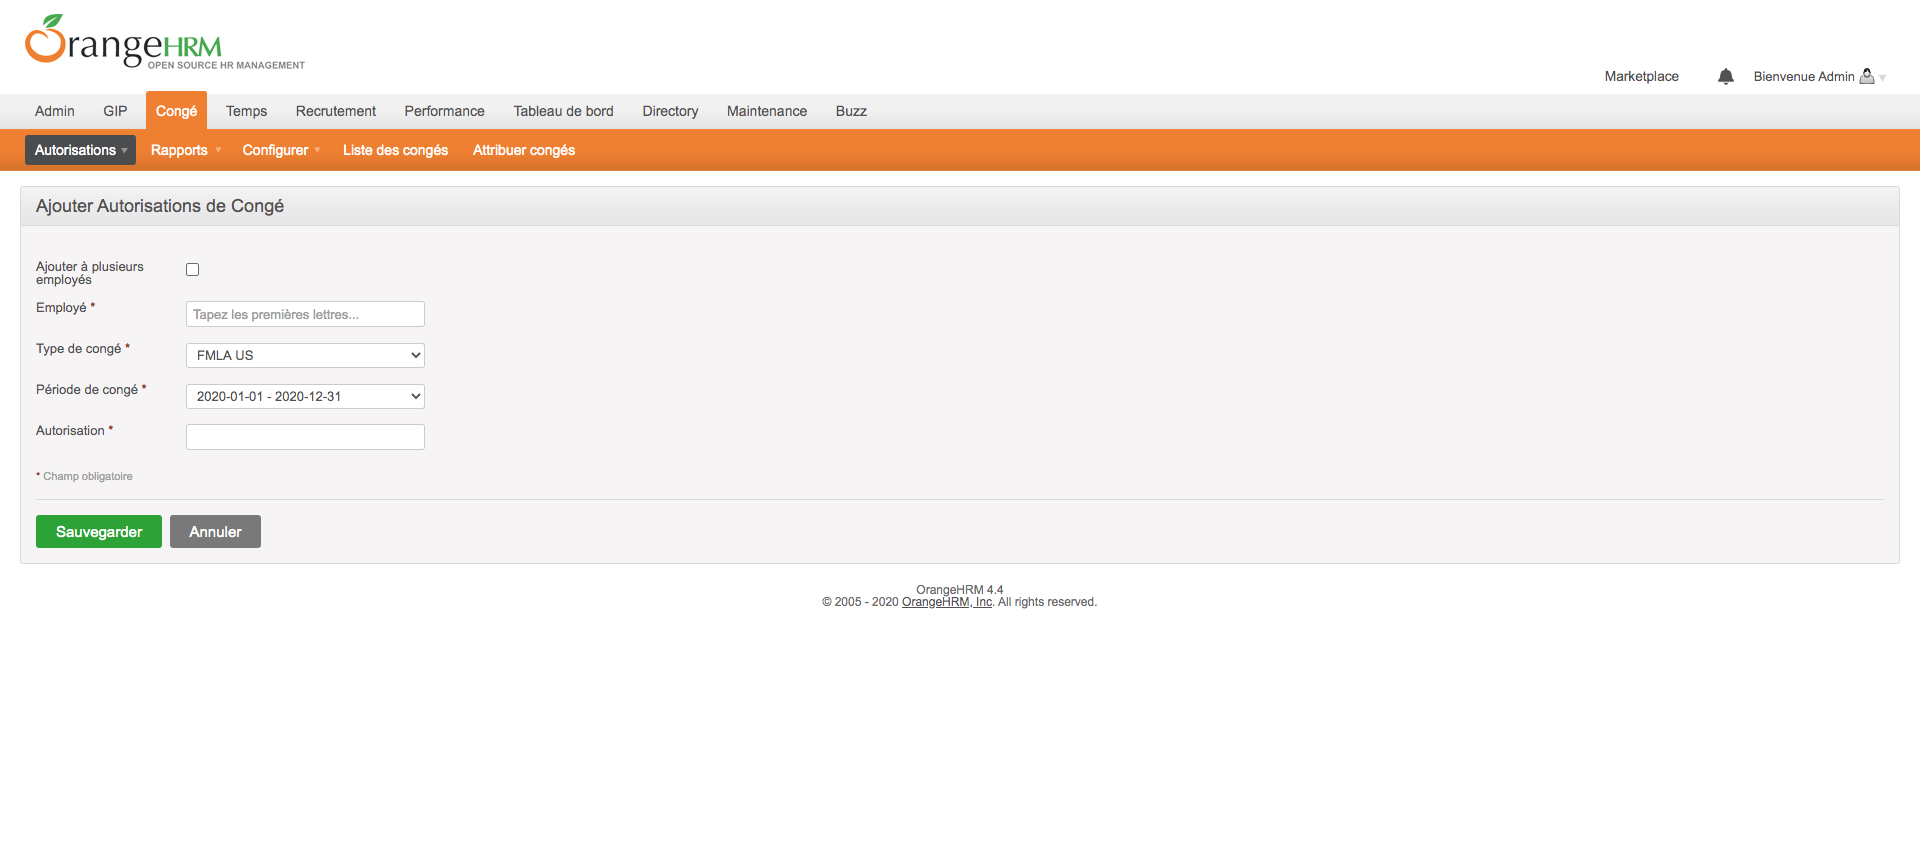 OrangeHRM
OPEN SOURCE HR MANAGEMENT
Marketplace
Bienvenue Admin
Admin GIP Congé Temps Recrutement Performance Tableau de bord Directory Maintenance Buzz
Autorisations Rapports Configurer Liste des congés Attribuer congés
Ajouter Autorisations de Congé
Ajouter à plusieurs
employés
Employé *
Tapez les premières lettres...
Type de congé *
FMLA US
Période de congé *
2020-01-01 - 2020-12-31
Autorisation *
* Champ obligatoire
Sauvegarder Annuler
OrangeHRM 4.4
© 2005 - 2020 OrangeHRM, Inc. All rights reserved.